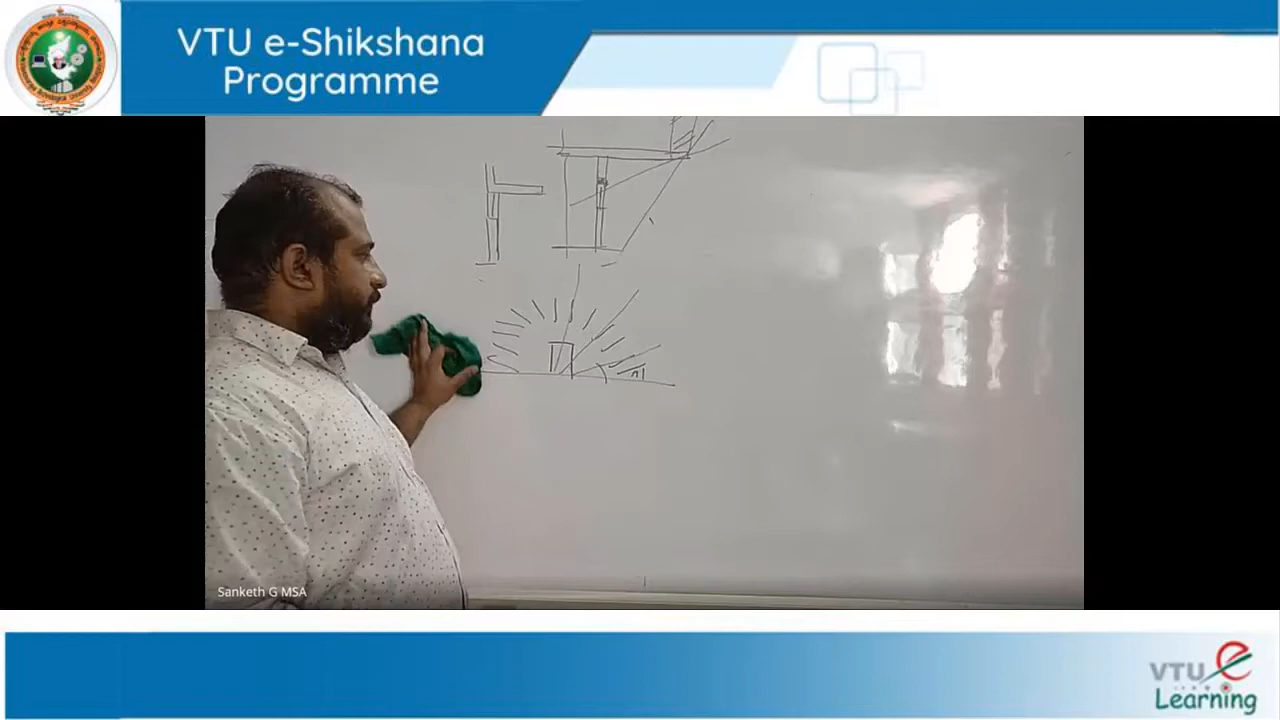 VTU e-Shikshana
Programme
Sanketh G MSA
VTU
Learning